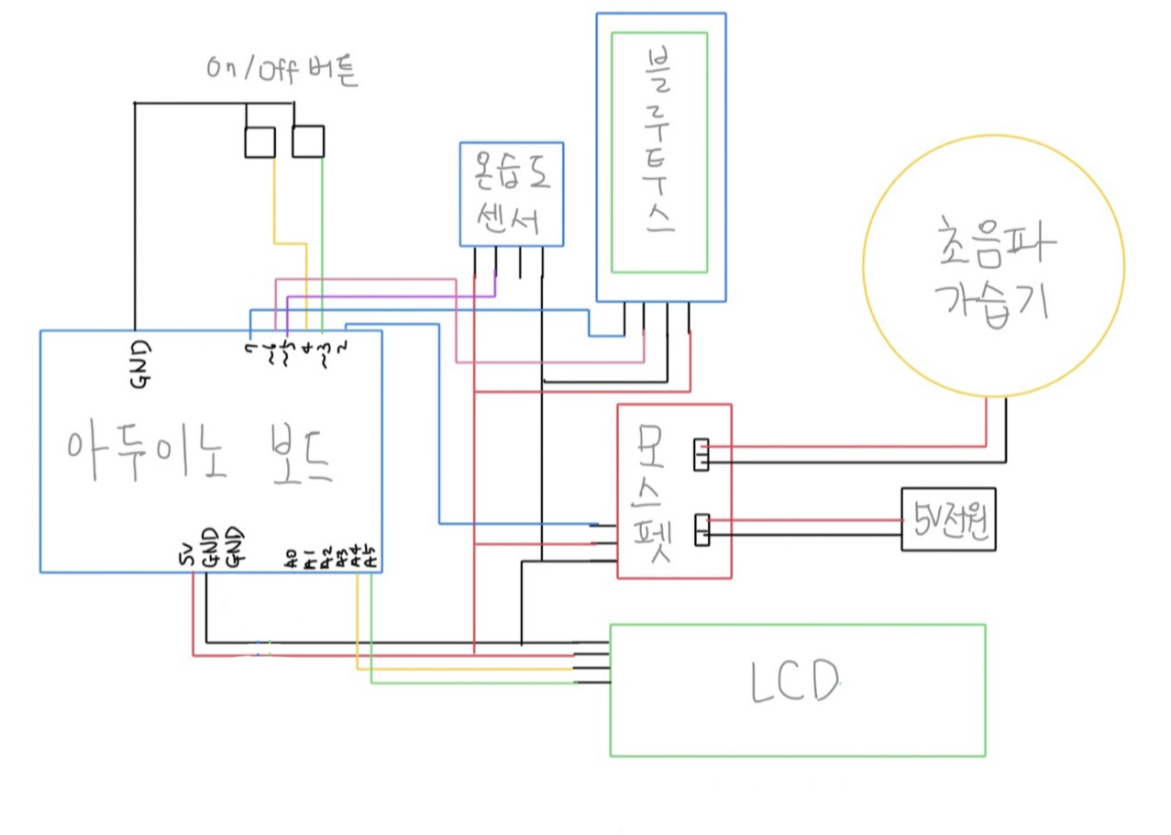 On/Off 버튼
온습도
센서
블루투스
초음파
가습기
GND
7
~6
~5
4
~3
2
아두이노 보드
모스펫
5V전원
5V
GND
GND
A0
A1
A2
A3
A4
A5
LCD